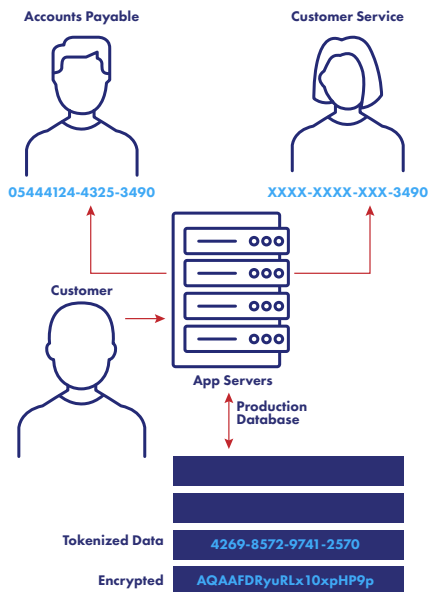 Accounts Payable
Customer Service
05444124-4325-3490
XXXX-XXXX-XXX-3490
Customer
App Servers
Production
Database
Tokenized Data
4269-8572-9741-2570
Encrypted
AQAAFDRyuRLx10xpHP9p